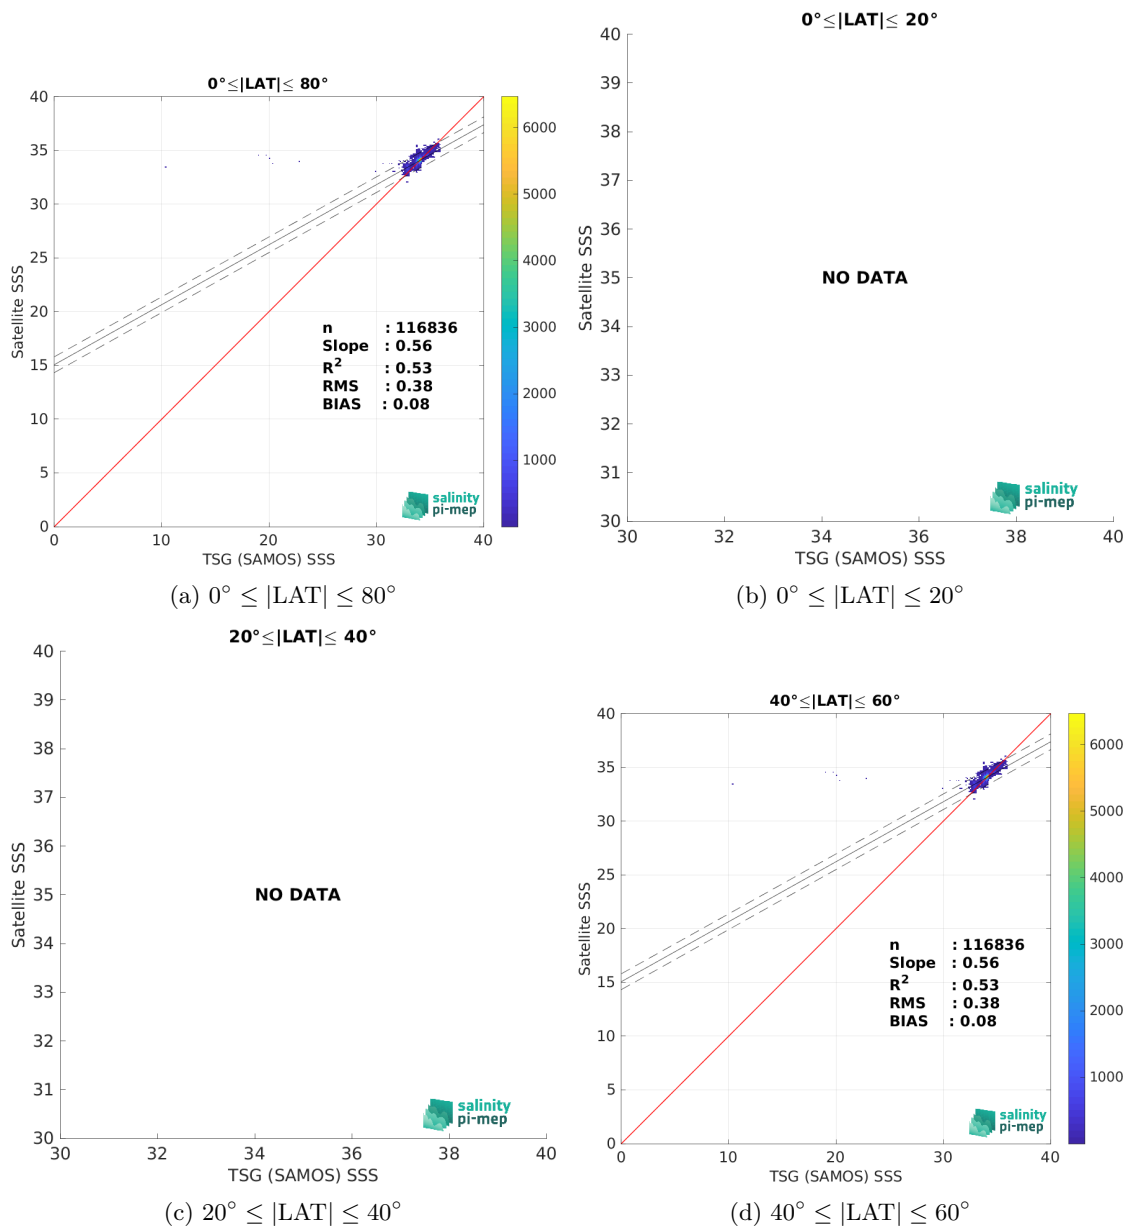 0°≤|LAT|≤ 80°
40
35
30
25
20
15
10
5
0
Satellite SSS
n : 116836
Slope : 0.56
R² : 0.53
RMS : 0.38
BIAS : 0.08
salinity
pi-mep
0 10 20 30 40
TSG (SAMOS) SSS
6000
5000
4000
3000
2000
1000
(a) 0° ≤ |LAT| ≤ 80°
0°≤|LAT|≤ 20°
40
39
38
37
36
35
34
33
32
31
30
Satellite SSS
NO DATA
salinity
pi-mep
30 32 34 36 38 40
TSG (SAMOS) SSS
(b) 0° ≤ |LAT| ≤ 20°
20°≤|LAT|≤ 40°
40
39
38
37
36
35
34
33
32
31
30
Satellite SSS
NO DATA
salinity
pi-mep
30 32 34 36 38 40
TSG (SAMOS) SSS
(c) 20° ≤ |LAT| ≤ 40°
40°≤|LAT|≤ 60°
40
35
30
25
20
15
10
5
0
Satellite SSS
n : 116836
Slope : 0.56
R² : 0.53
RMS : 0.38
BIAS : 0.08
salinity
pi-mep
0 10 20 30 40
TSG (SAMOS) SSS
6000
5000
4000
3000
2000
1000
(d) 40° ≤ |LAT| ≤ 60°